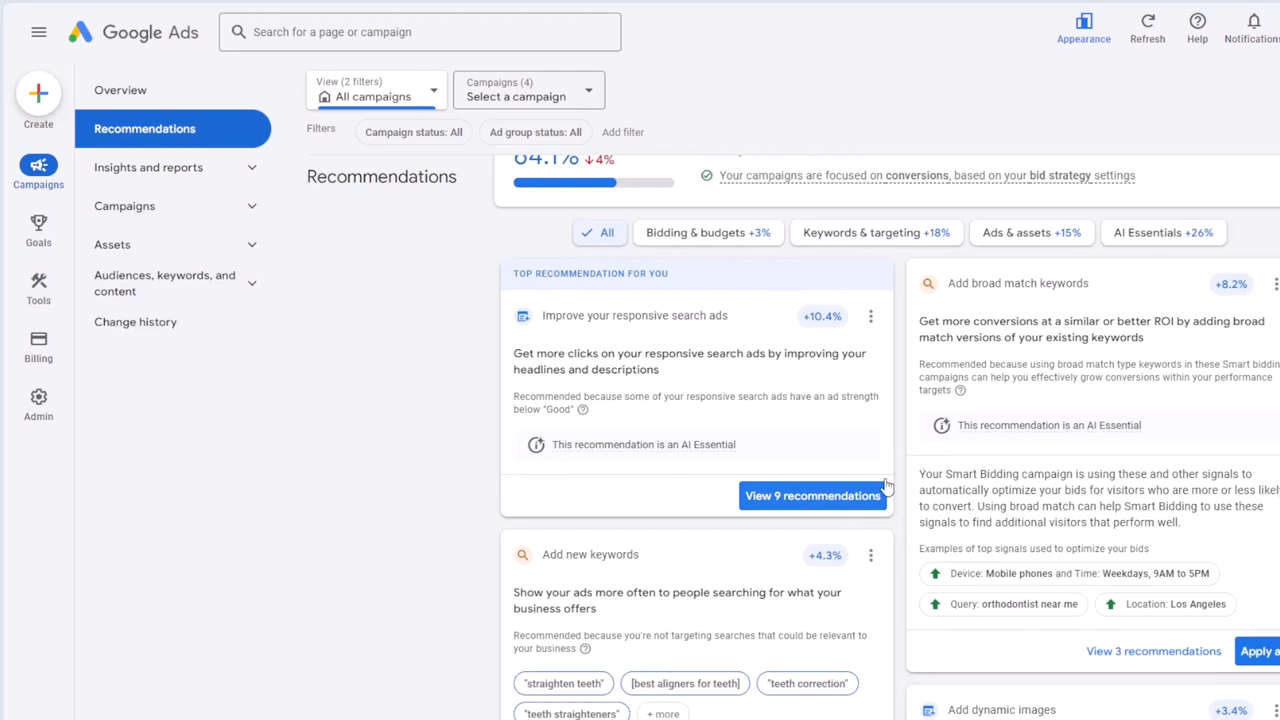 Google Ads
Search for a page or campaign
Appearance
Refresh
Help
Notifications
Create
Campaigns
Goals
Tools
Billing
Admin
Overview
Recommendations
Insights and reports
Campaigns
Assets
Audiences, keywords, and
content
Change history
View (2 filters)
All campaigns
Campaigns (4)
Select a campaign
Filters
Campaign status: All
Ad group status: All
Add filter
Recommendations
64.1% ↓4%
Your campaigns are focused on conversions, based on your bid strategy settings
All
Bidding & budgets +3%
Keywords & targeting +18%
Ads & assets +15%
AI Essentials +26%
TOP RECOMMENDATION FOR YOU
Improve your responsive search ads
+10.4%
Get more clicks on your responsive search ads by improving your
headlines and descriptions
Recommended because some of your responsive search ads have an ad strength
below "Good"
This recommendation is an AI Essential
View 9 recommendations
Add new keywords
+4.3%
Show your ads more often to people searching for what your
business offers
Recommended because you're not targeting searches that could be relevant to
your business
"straighten teeth"
[best aligners for teeth]
"teeth correction"
"teeth straighteners"
+ more
Add broad match keywords
+8.2%
Get more conversions at a similar or better ROI by adding broad
match versions of your existing keywords
Recommended because using broad match type keywords in these Smart Biddin
campaigns can help you effectively grow conversions within your performance
targets
This recommendation is an AI Essential
Your Smart Bidding campaign is using these and other signals to
automatically optimize your bids for visitors who are more or less likel
to convert. Using broad match can help Smart Bidding to use these
signals to find additional visitors that perform well.
Examples of top signals used to optimize your bids
Device: Mobile phones and Time: Weekdays, 9AM to 5PM
Query: orthodontist near me
Location: Los Angeles
View 3 recommendations
Apply a
Add dynamic images
+3.4%